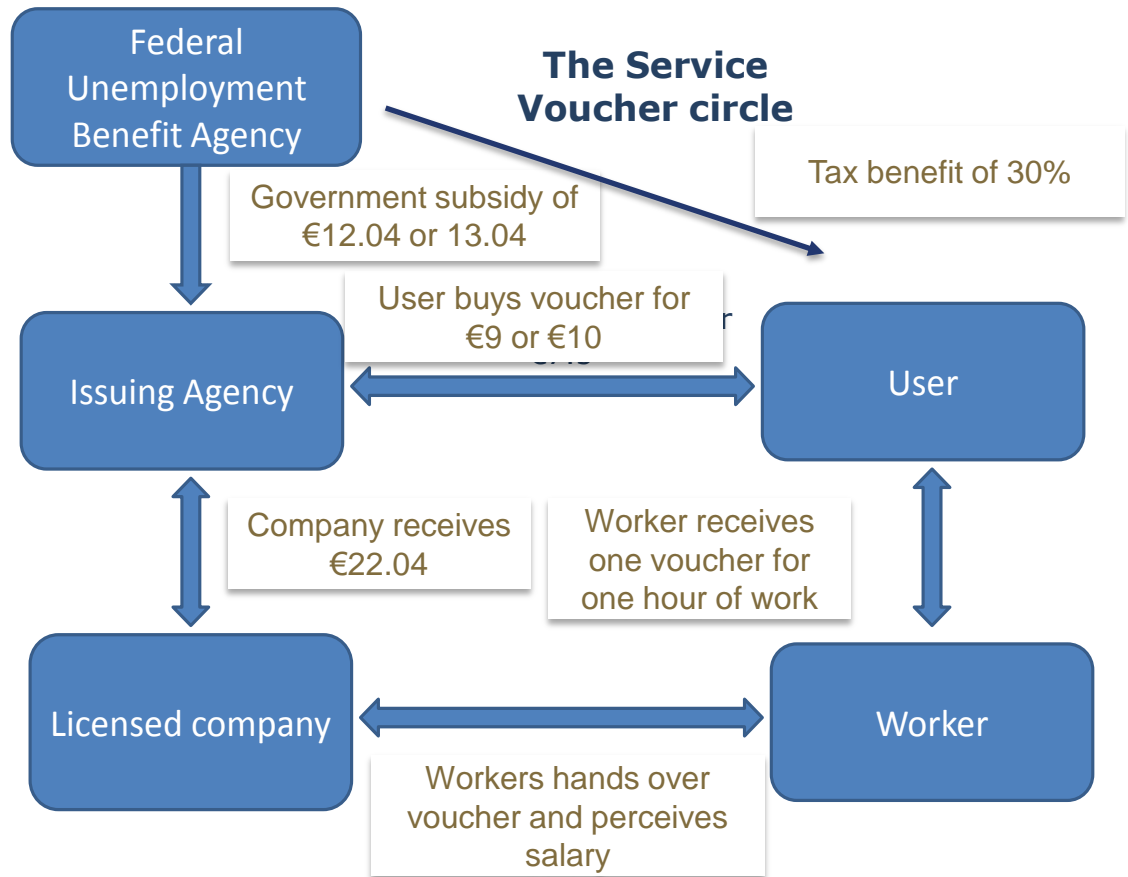 Federal
Unemployment
Benefit Agency
The Service
Voucher circle
Tax benefit of 30%
Government subsidy of
€12.04 or 13.04
User buys voucher for
€9 or €10
Issuing Agency
User
Company receives
€22.04
Worker receives
one voucher for
one hour of work
Licensed company
Worker
Workers hands over
voucher and perceives
salary